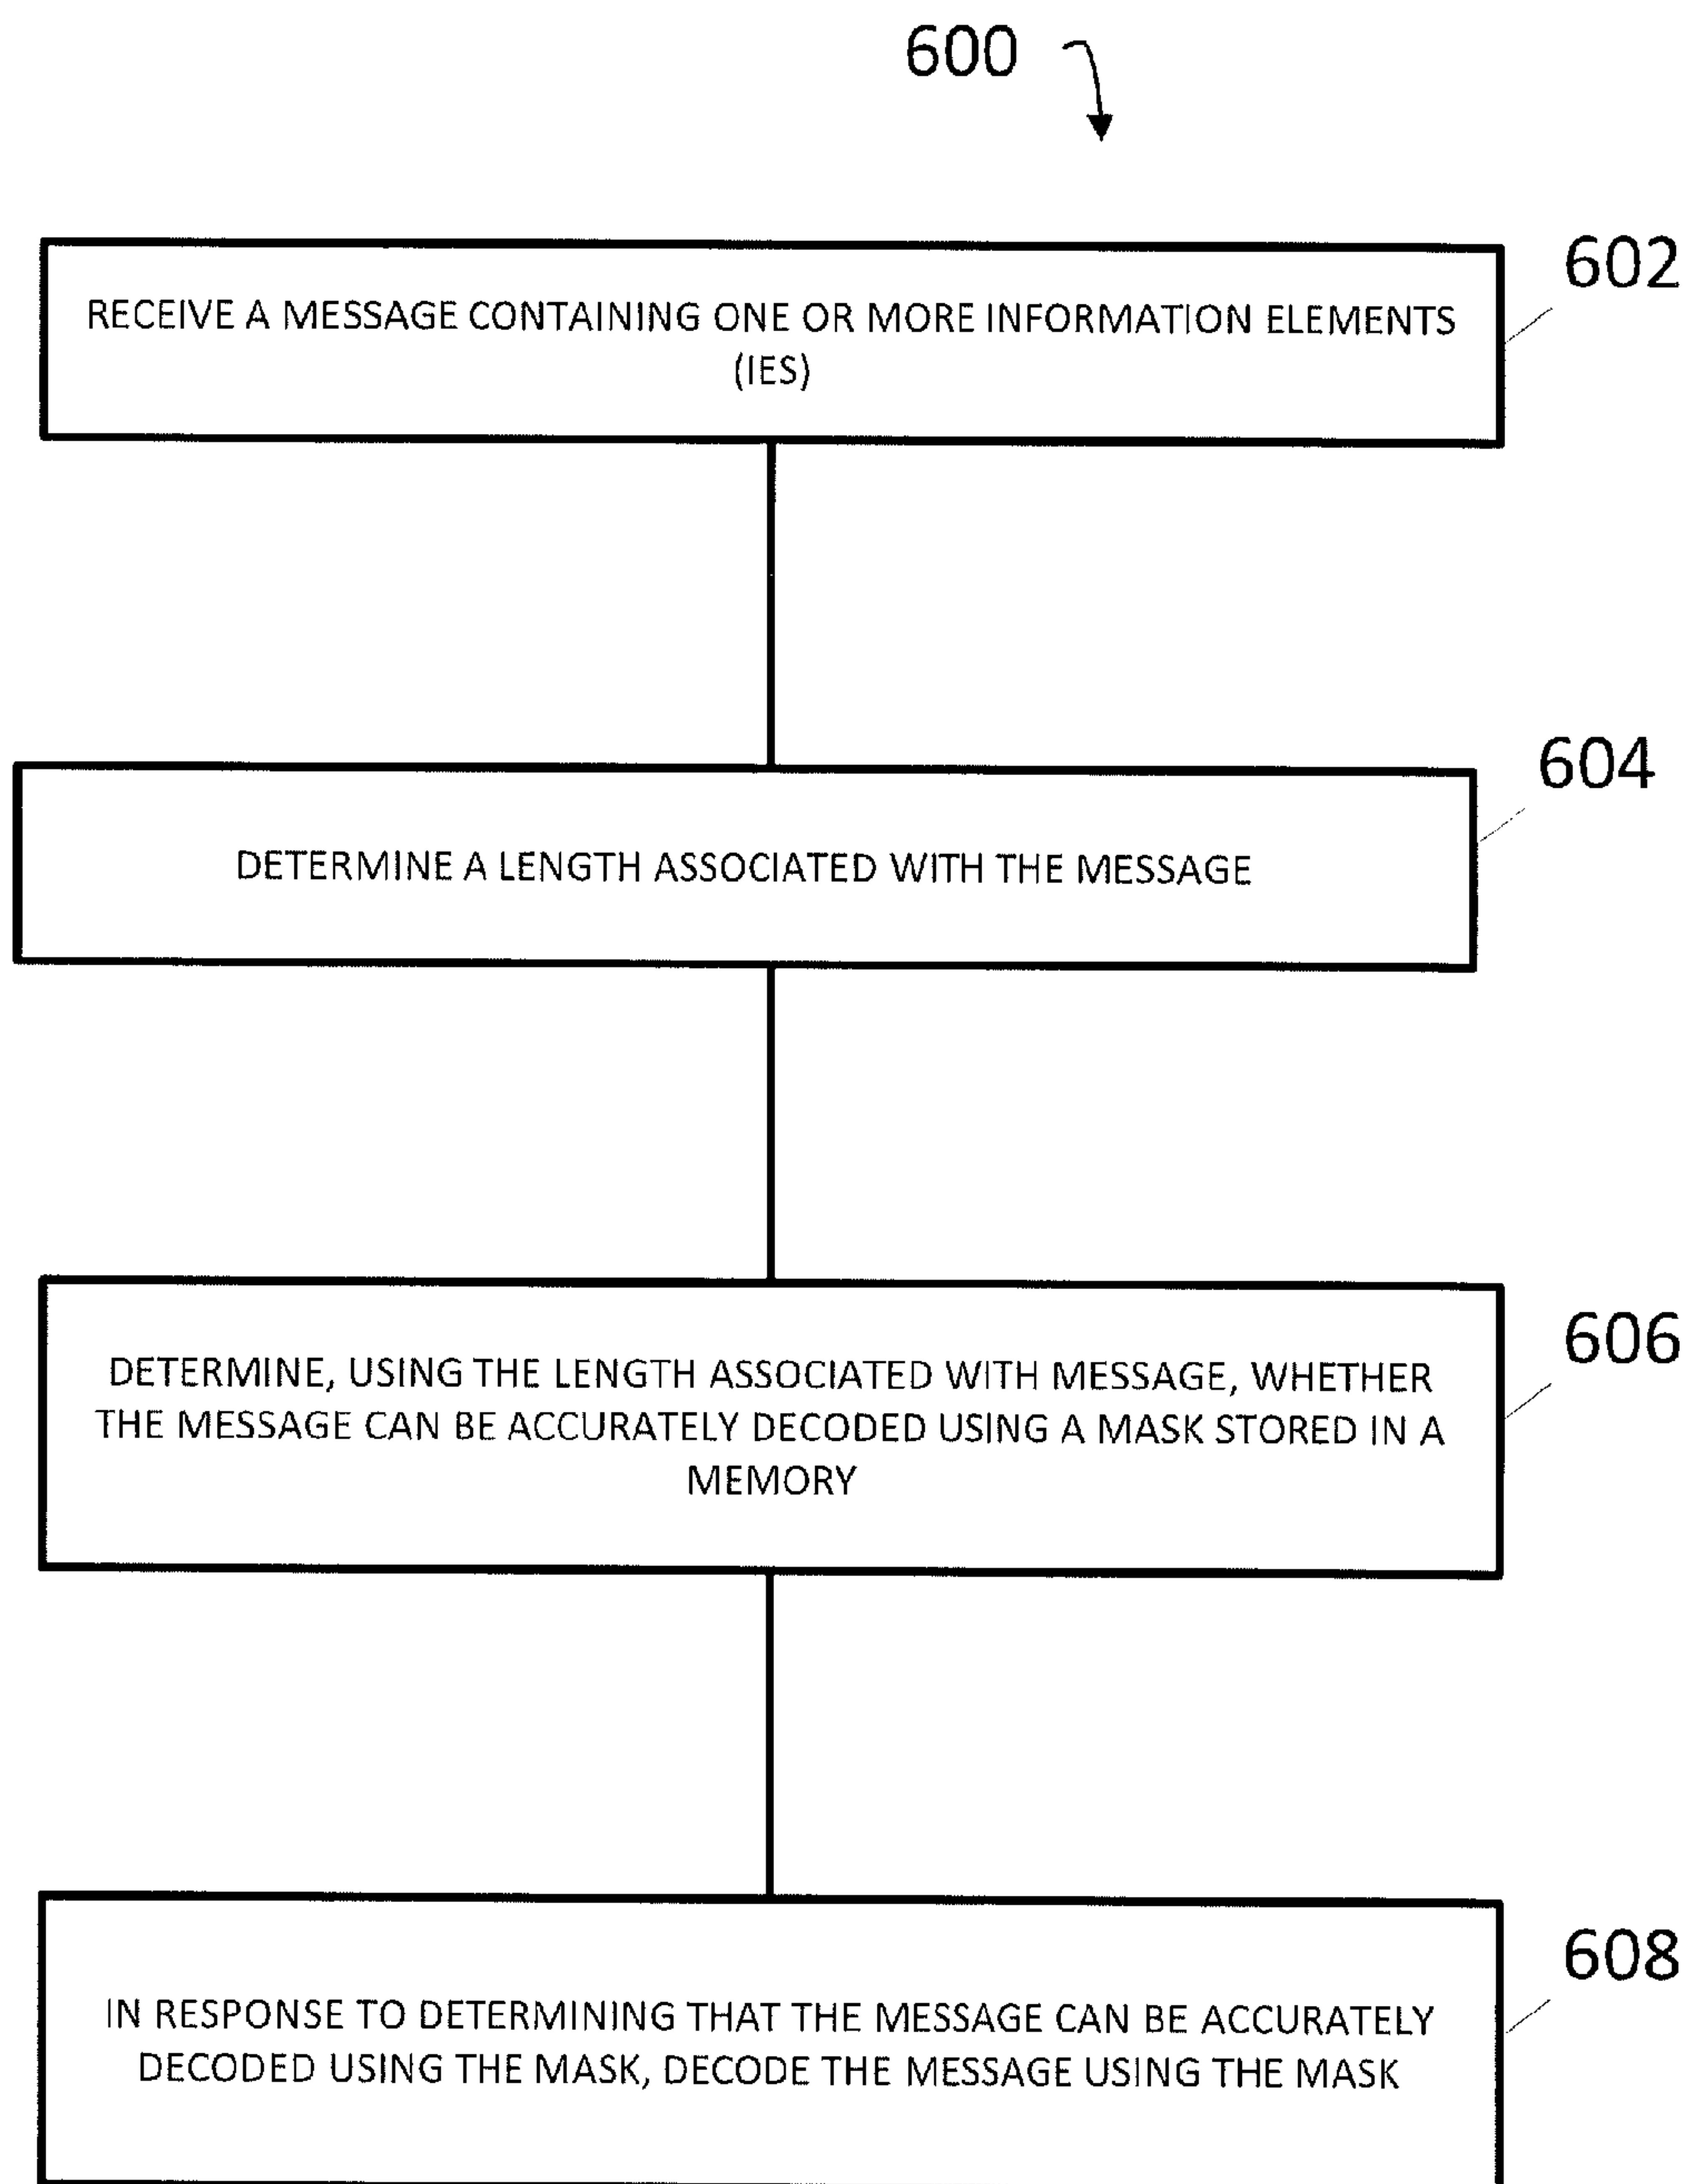 600
602
RECEIVE A MESSAGE CONTAINING ONE OR MORE INFORMATION ELEMENTS
(IES)
604
DETERMINE A LENGTH ASSOCIATED WITH THE MESSAGE
606
DETERMINE, USING THE LENGTH ASSOCIATED WITH MESSAGE, WHETHER
THE MESSAGE CAN BE ACCURATELY DECODED USING A MASK STORED IN A
MEMORY
608
IN RESPONSE TO DETERMINING THAT THE MESSAGE CAN BE ACCURATELY
DECODED USING THE MASK, DECODE THE MESSAGE USING THE MASK